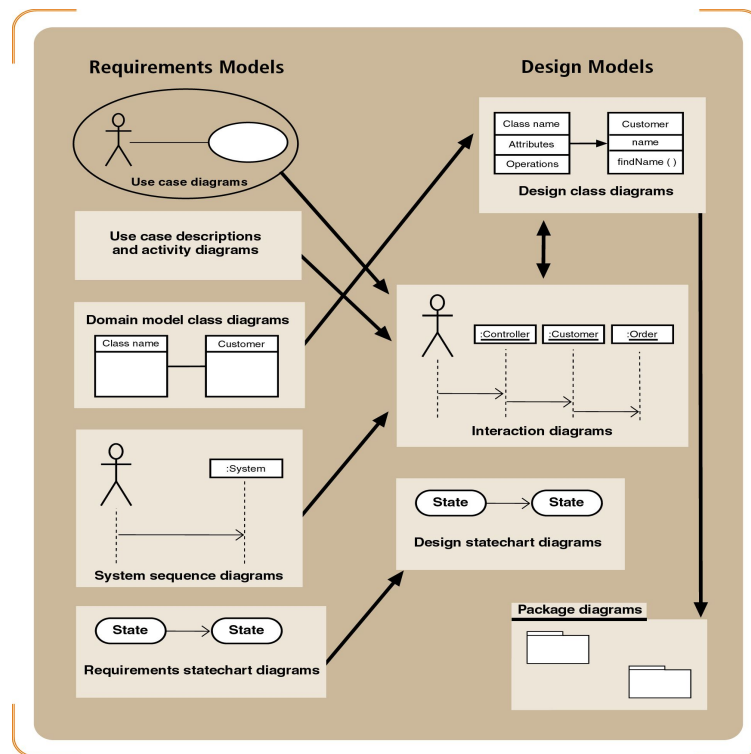 Requirements Models
Use case diagrams
Use case descriptions
and activity diagrams
Domain model class diagrams
Class name
Customer
:System
System sequence diagrams
State
State
Requirements statechart diagrams
Design Models
Class name
Attributes
Operations
Customer
name
findName ( )
Design class diagrams
:Controller
:Customer
:Order
Interaction diagrams
State
State
Design statechart diagrams
Package diagrams